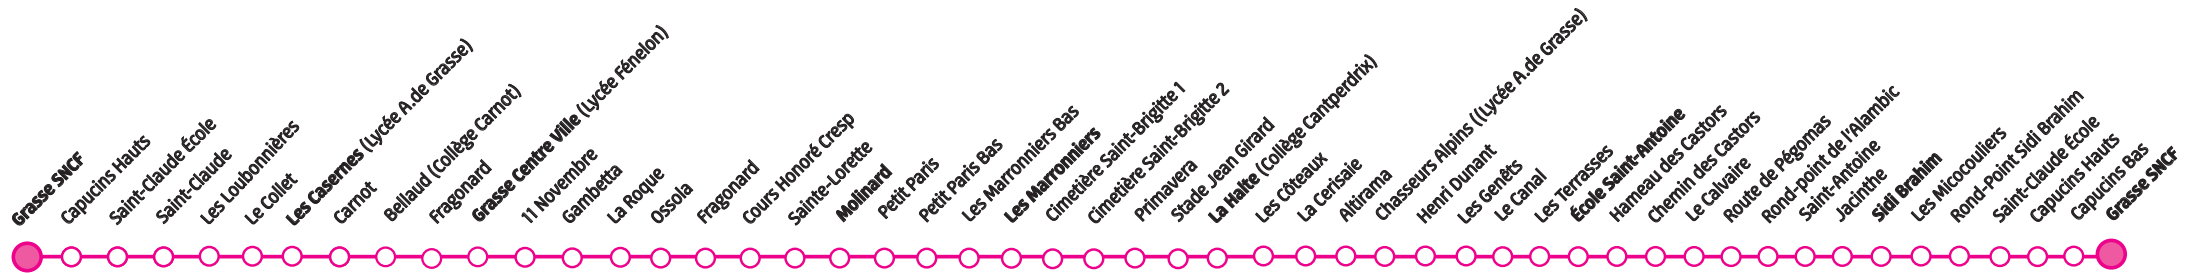 Grasse SNCF
Capucins Hauts
Saint-Claude École
Saint-Claude
Les Loubonnières
Le Collet
Les Casernes (Lycée A.de Grasse)
Carnot
Bellaud (Collège Carnot)
Fragonard
Grasse Centre Ville (Lycée Fénelon)
11 Novembre
Gambetta
La Roque
Ossola
Fragonard
Cours Honoré Cresp
Sainte-Lorette
Molinard
Petit Paris
Petit Paris Bas
Les Marronniers Bas
Les Marronniers
Cimetière Saint-Brigitte 1
Cimetière Saint-Brigitte 2
Primavera
Stade Jean Girard
La Halte (Collège Cantperdrix)
Les Côteaux
La Cerisaie
Altirama
Chasseurs Alpins ((Lycée A.de Grasse)
Henri Dunant
Les Genêts
Le Canal
Les Terrasses
École Saint-Antoine
Hameau des Castors
Chemin des Castors
Le Calvaire
Route de Pégomas
Rond-point de l'Alambic
Saint-Antoine
Jacinthe
Sidi Brahim
Les Micocouliers
Rond-Point Sidi Brahim
Saint-Claude École
Capucins Hauts
Capucins Bas
Grasse SNCF